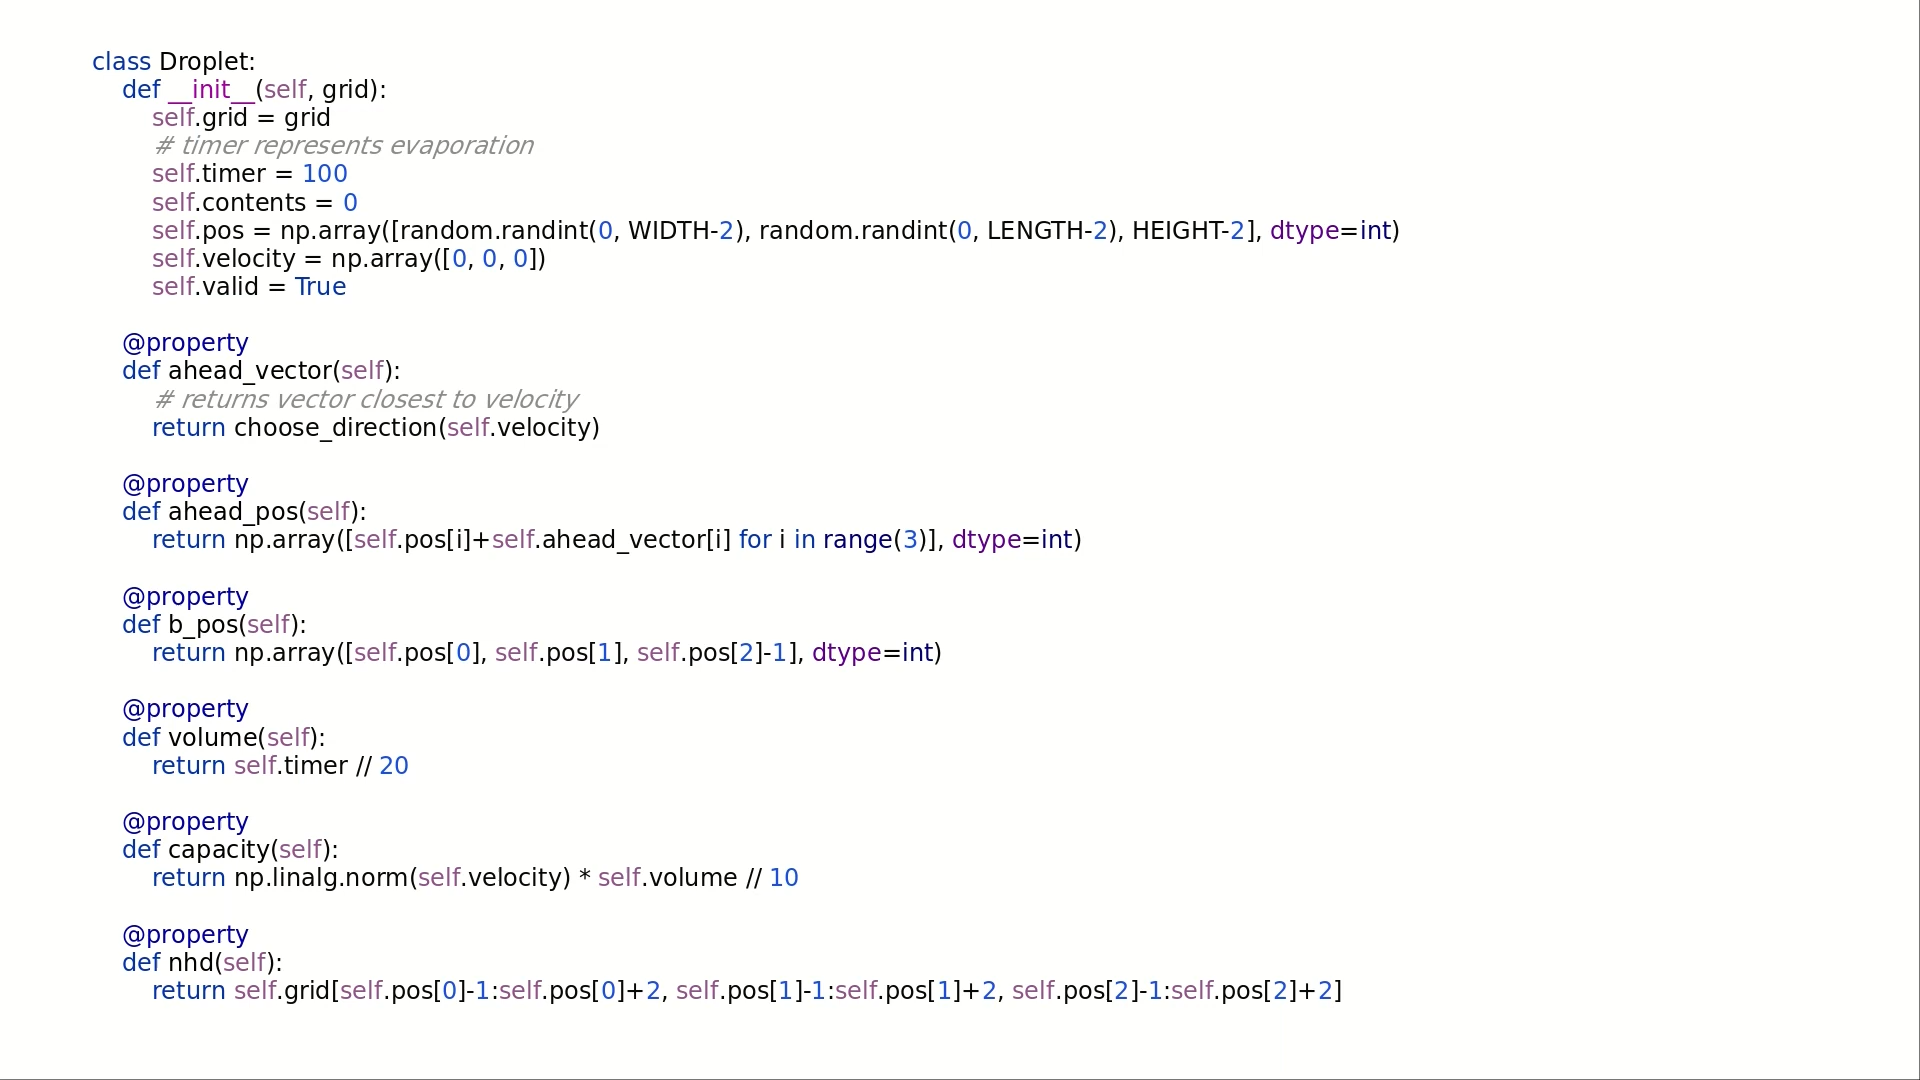 class Droplet:
    def __init__(self, grid):
        self.grid = grid
        # timer represents evaporation
        self.timer = 100
        self.contents = 0
        self.pos = np.array([random.randint(0, WIDTH-2), random.randint(0, LENGTH-2), HEIGHT-2], dtype=int)
        self.velocity = np.array([0, 0, 0])
        self.valid = True

    @property
    def ahead_vector(self):
        # returns vector closest to velocity
        return choose_direction(self.velocity)

    @property
    def ahead_pos(self):
        return np.array([self.pos[i]+self.ahead_vector[i] for i in range(3)], dtype=int)

    @property
    def b_pos(self):
        return np.array([self.pos[0], self.pos[1], self.pos[2]-1], dtype=int)

    @property
    def volume(self):
        return self.timer // 20

    @property
    def capacity(self):
        return np.linalg.norm(self.velocity) * self.volume // 10

    @property
    def nhd(self):
        return self.grid[self.pos[0]-1:self.pos[0]+2, self.pos[1]-1:self.pos[1]+2, self.pos[2]-1:self.pos[2]+2]